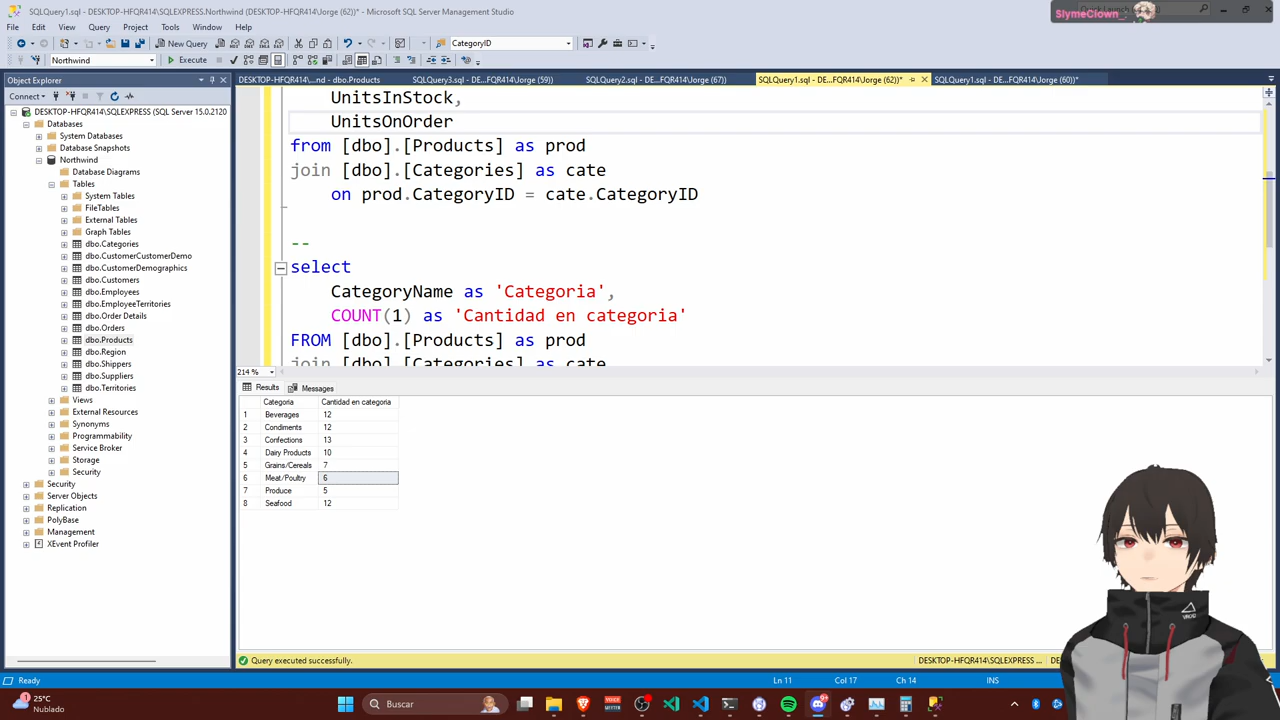 SQLQuery1.sql - DESKTOP-HFQR414\SQLEXPRESS.Northwind (DESKTOP-HFQR414\Jorge (62))* - Microsoft SQL Server Management Studio
SlymeClown_
File Edit View Query Project Tools Window Help
New Query
CategoryID
Northwind
Execute
Object Explorer
DESKTOP-HFQR414\...nd - dbo.Products
SQLQuery3.sql - DE...FQR414\Jorge (59))
SQLQuery2.sql - DE...FQR414\Jorge (67))
SQLQuery1.sql - DE...FQR414\Jorge (62))*
SQLQuery1.sql - DE...FQR414\Jorge (60))*
Connect
DESKTOP-HFQR414\SQLEXPRESS (SQL Server 15.0.2120
Databases
System Databases
Database Snapshots
Northwind
Database Diagrams
Tables
System Tables
FileTables
External Tables
Graph Tables
dbo.Categories
dbo.CustomerCustomerDemo
dbo.CustomerDemographics
dbo.Customers
dbo.Employees
dbo.EmployeeTerritories
dbo.Order Details
dbo.Orders
dbo.Products
dbo.Region
dbo.Shippers
dbo.Suppliers
dbo.Territories
Views
External Resources
Synonyms
Programmability
Service Broker
Storage
Security
Security
Server Objects
Replication
PolyBase
Management
XEvent Profiler
UnitsInStock,
UnitsOnOrder
from [dbo].[Products] as prod
join [dbo].[Categories] as cate
on prod.CategoryID = cate.CategoryID
--
select
CategoryName as 'Categoria',
COUNT(1) as 'Cantidad en categoria'
FROM [dbo].[Products] as prod
join [dbo].[Categories] as cate
214 %
Results Messages
Categoria Cantidad en categoria
1 Beverages 12
2 Condiments 12
3 Confections 13
4 Dairy Products 10
5 Grains/Cereals 7
6 Meat/Poultry 6
7 Produce 5
8 Seafood 12
Query executed successfully.
DESKTOP-HFQR414\SQLEXPRESS ...
Ready
Ln 11 Col 17 Ch 14 INS
25°C
Nublado
Buscar